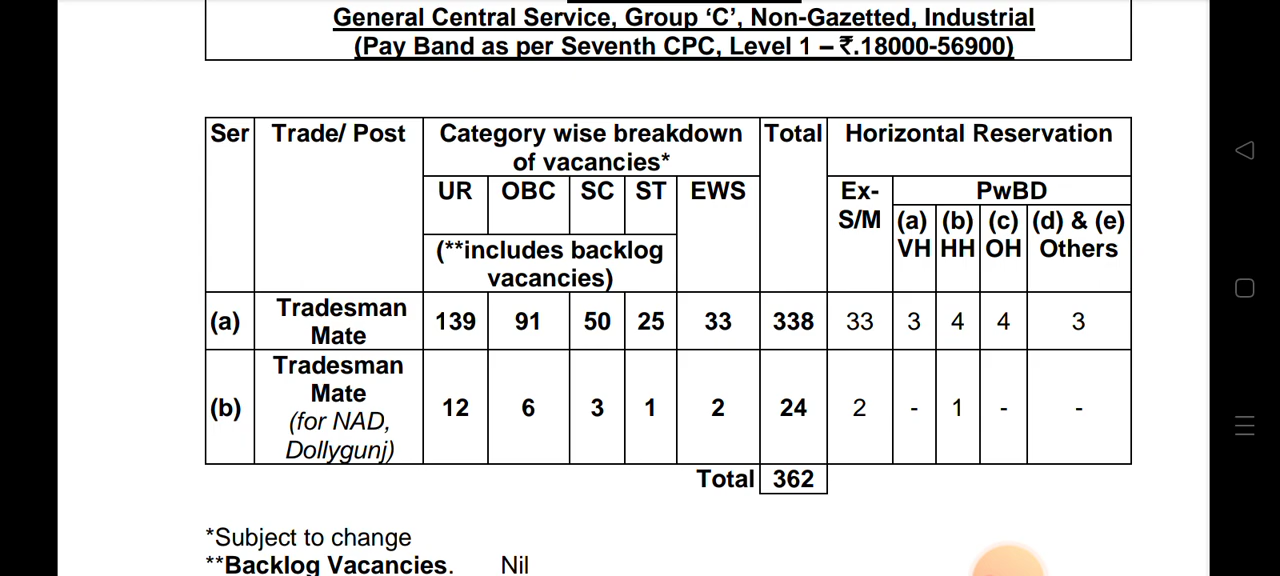 General Central Service, Group ‘C’, Non-Gazetted, Industrial
(Pay Band as per Seventh CPC, Level 1 – ₹.18000-56900)
Ser Trade/ Post Category wise breakdown of vacancies* Total Horizontal Reservation
UR OBC SC ST EWS Ex-S/M PwBD
(**includes backlog vacancies)
(a) VH (b) HH (c) OH (d) & (e) Others
(a) Tradesman Mate 139 91 50 25 33 338 33 3 4 4 3
(b) Tradesman Mate (for NAD, Dollygunj) 12 6 3 1 2 24 2 - 1 - -
Total 362
*Subject to change
**Backlog Vacancies. Nil